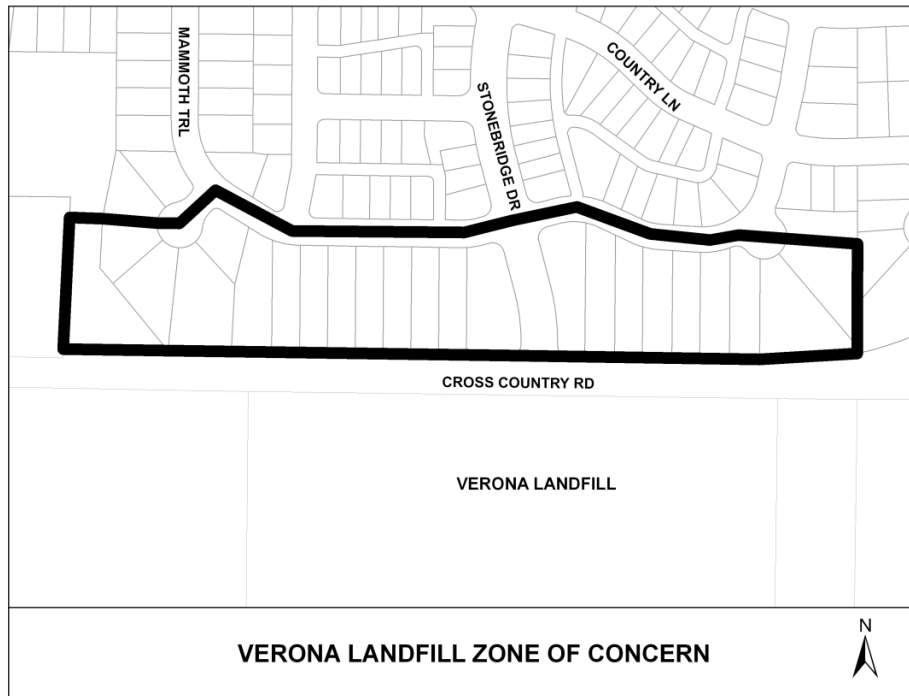 MAMMOTH TRL
STONEBRIDGE DR
COUNTRY LN
CROSS COUNTRY RD
VERONA LANDFILL
VERONA LANDFILL ZONE OF CONCERN
N